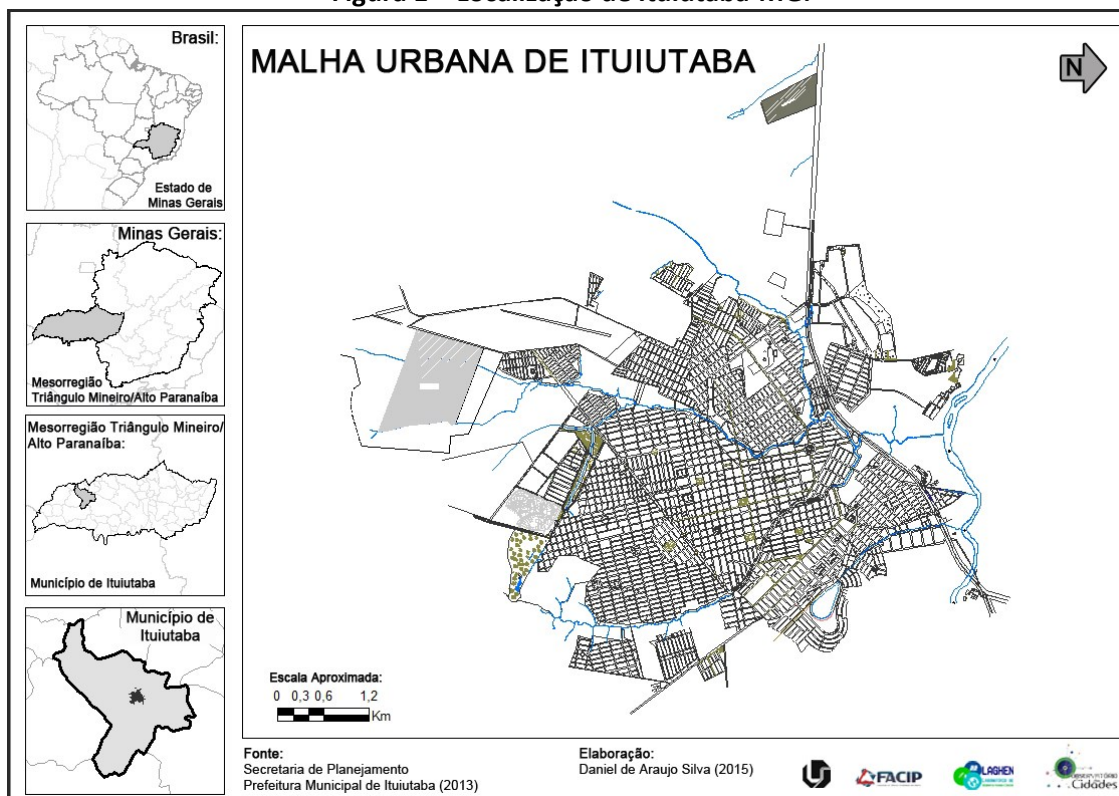 Brasil:
Estado de
Minas Gerais
Minas Gerais:
Mesorregião
Triângulo Mineiro/Alto Paranaíba
Mesorregião Triângulo Mineiro/
Alto Paranaíba:
Município de Ituiutaba
Município de
Ituiutaba
MALHA URBANA DE ITUIUTABA
N
Escala Aproximada:
0 0,3 0,6 1,2
Km
Fonte:
Secretaria de Planejamento
Prefeitura Municipal de Ituiutaba (2013)
Elaboração:
Daniel de Araujo Silva (2015)
FACIP
LAGHEN
OBSERVATÓRIO
Cidades